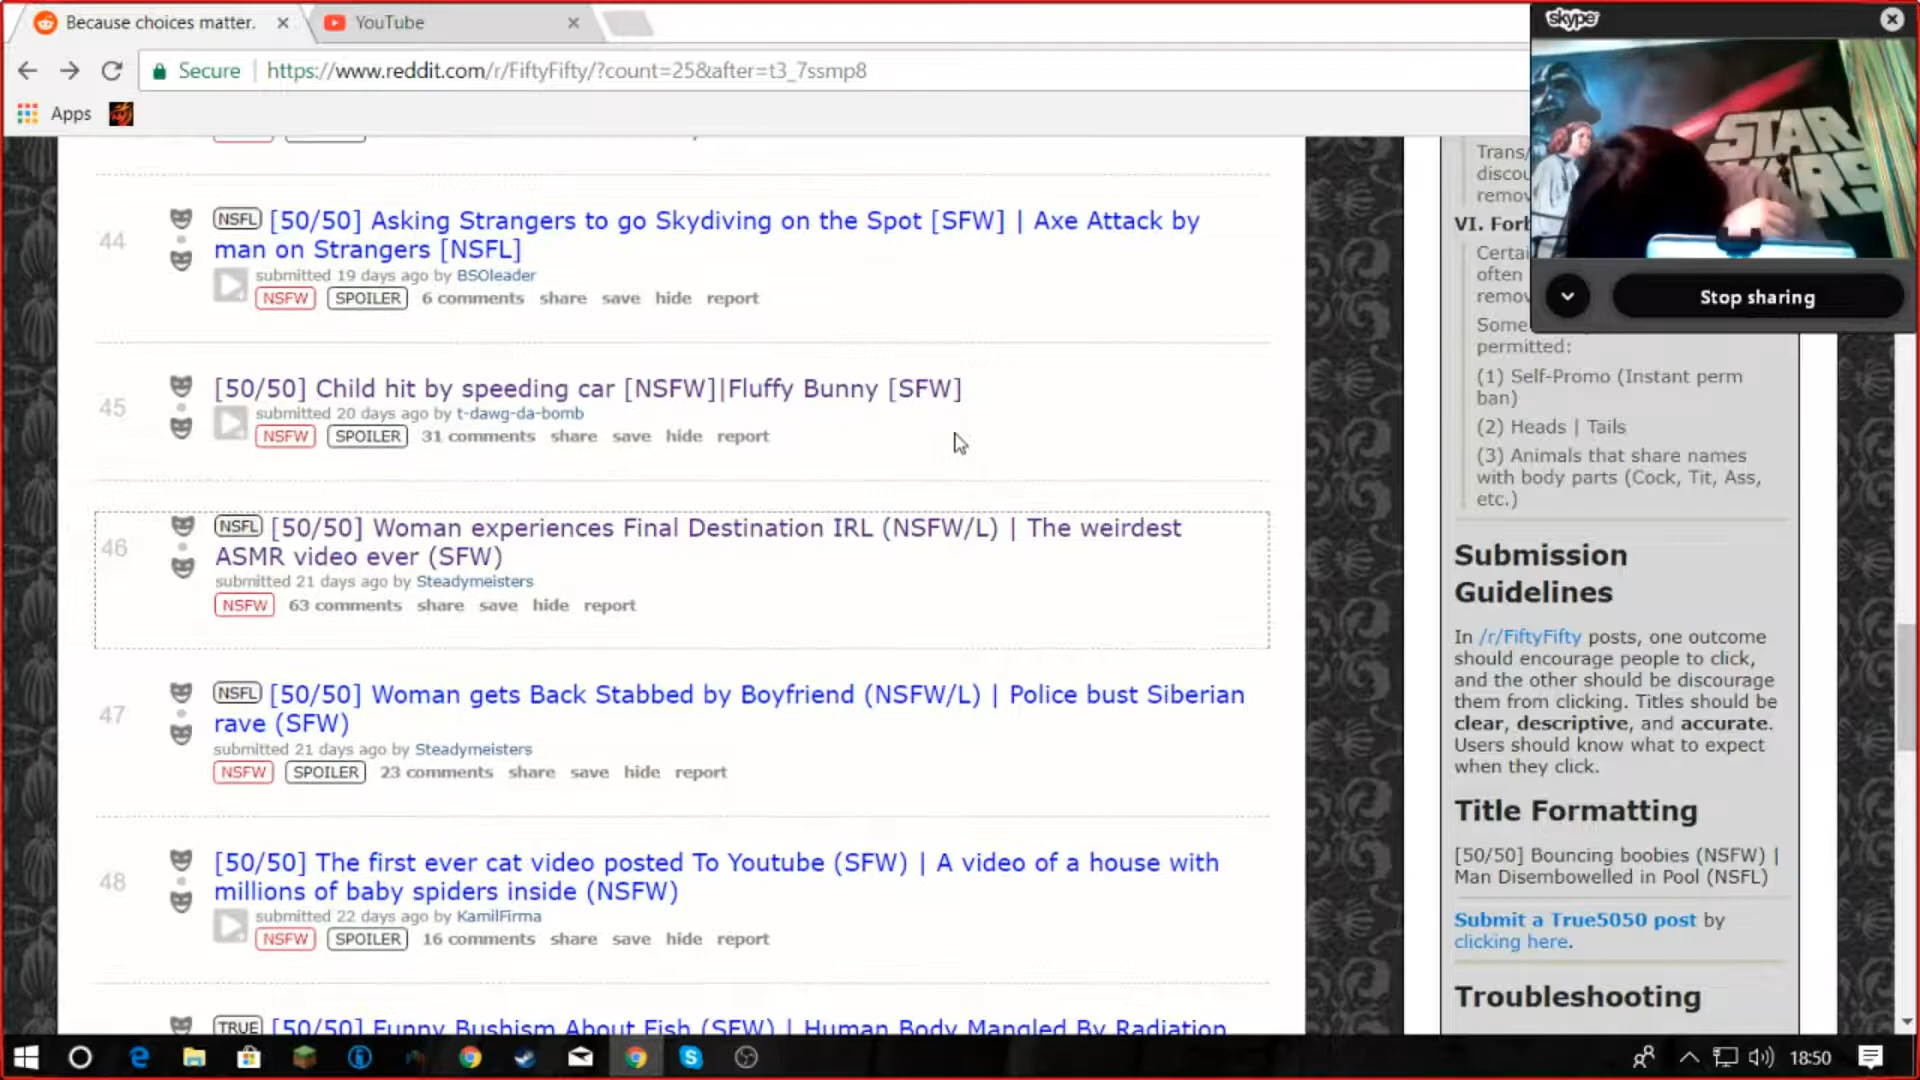 Because choices matter.
YouTube
Secure
https://www.reddit.com/r/FiftyFifty/?count=25&after=t3_7ssmp8
Apps
44
NSFL [50/50] Asking Strangers to go Skydiving on the Spot [SFW] | Axe Attack by
man on Strangers [NSFL]
submitted 19 days ago by BSOleader
NSFW SPOILER 6 comments share save hide report
45
[50/50] Child hit by speeding car [NSFW]|Fluffy Bunny [SFW]
submitted 20 days ago by t-dawg-da-bomb
NSFW SPOILER 31 comments share save hide report
46
NSFL [50/50] Woman experiences Final Destination IRL (NSFW/L) | The weirdest
ASMR video ever (SFW)
submitted 21 days ago by Steadymeisters
NSFW 63 comments share save hide report
47
NSFL [50/50] Woman gets Back Stabbed by Boyfriend (NSFW/L) | Police bust Siberian
rave (SFW)
submitted 21 days ago by Steadymeisters
NSFW SPOILER 23 comments share save hide report
48
[50/50] The first ever cat video posted To Youtube (SFW) | A video of a house with
millions of baby spiders inside (NSFW)
submitted 22 days ago by KamilFirma
NSFW SPOILER 16 comments share save hide report
TRUE [50/50] Funny Bushism About Fish (SFW) | Human Body Mangled By Radiation
skype
STAR
WARS
Stop sharing
Trans/
discou
remov
VI. Forb
Certai
often
remov
Some
permitted:
(1) Self-Promo (Instant perm
ban)
(2) Heads | Tails
(3) Animals that share names
with body parts (Cock, Tit, Ass,
etc.)
Submission
Guidelines
In /r/FiftyFifty posts, one outcome
should encourage people to click,
and the other should be discourage
them from clicking. Titles should be
clear, descriptive, and accurate.
Users should know what to expect
when they click.
Title Formatting
[50/50] Bouncing boobies (NSFW) |
Man Disembowelled in Pool (NSFL)
Submit a True5050 post by
clicking here.
Troubleshooting
18:50